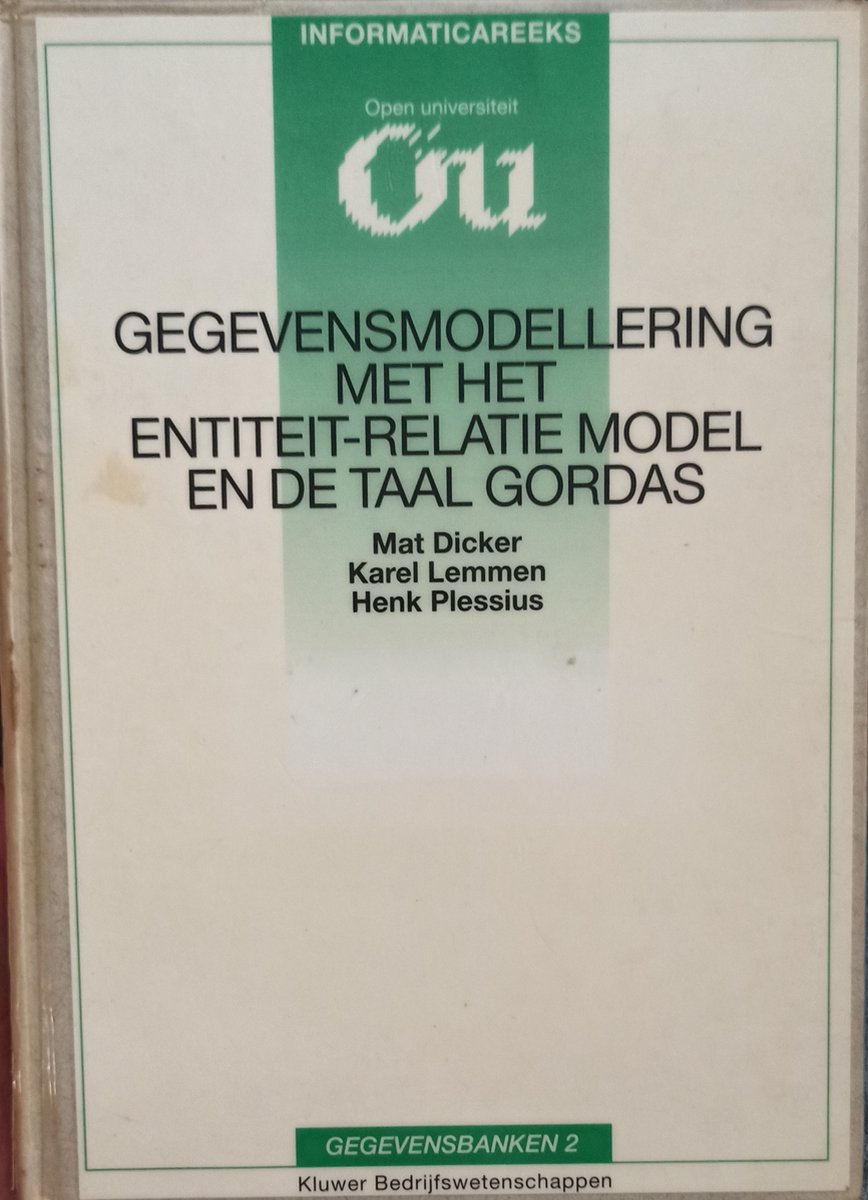 INFORMATICAREEKS
Open universiteit
Ou
GEGEVENSMODELLERING
MET HET
ENTITEIT-RELATIE MODEL
EN DE TAAL GORDAS
Mat Dicker
Karel Lemmen
Henk Plessius
GEGEVENSBANKEN 2
Kluwer Bedrijfswetenschappen